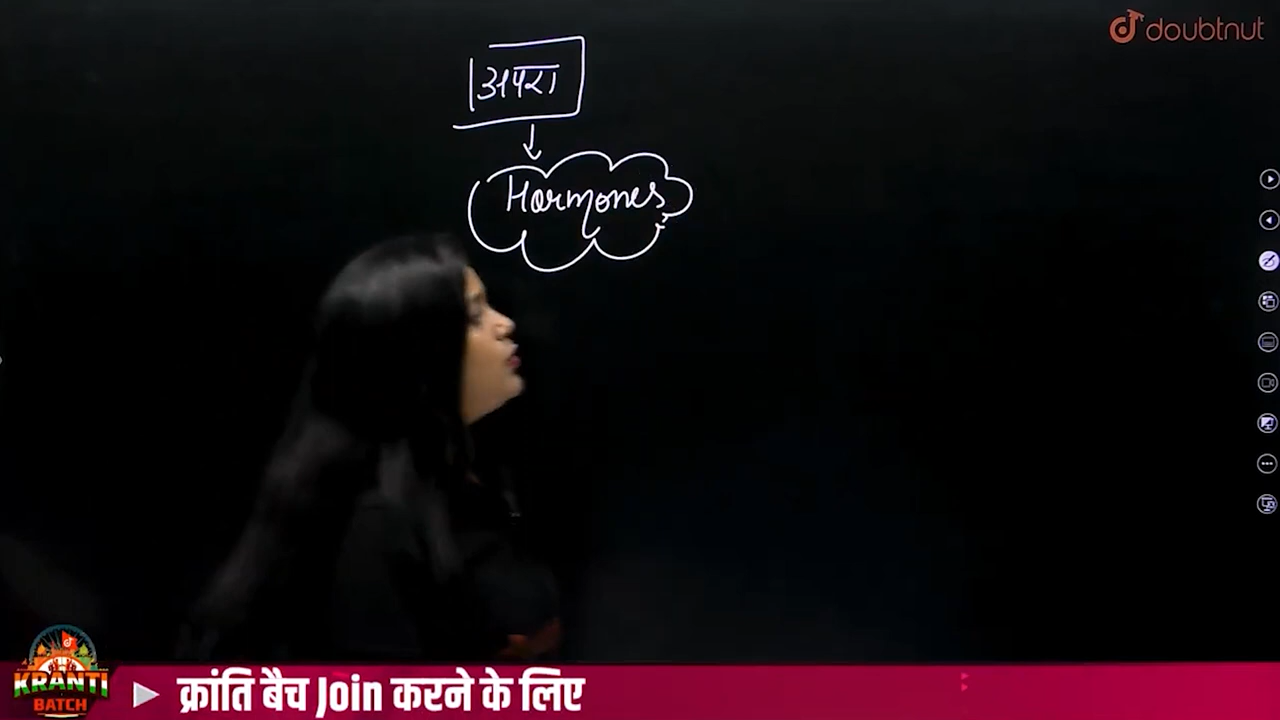 doubtnut
अपरा
Hormones
KRANTI
BATCH
क्रांति बैच Join करने के लिए